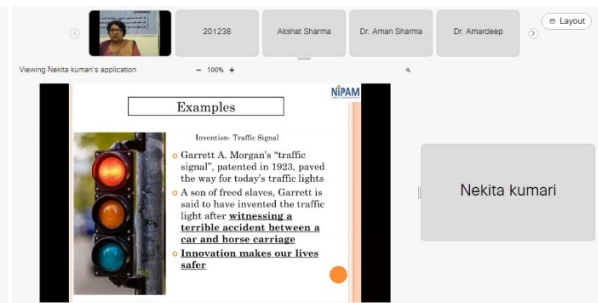 Layout
201238
Akshat Sharma
Dr. Aman Sharma
Dr. Amardeep
Viewing Nekita kumari's application
− 100% +
NiPAM
Examples
Invention- Traffic Signal
Garrett A. Morgan's "traffic
signal", patented in 1923, paved
the way for today's traffic lights
A son of freed slaves, Garrett is
said to have invented the traffic
light after witnessing a
terrible accident between a
car and horse carriage
Innovation makes our lives
safer
Nekita kumari